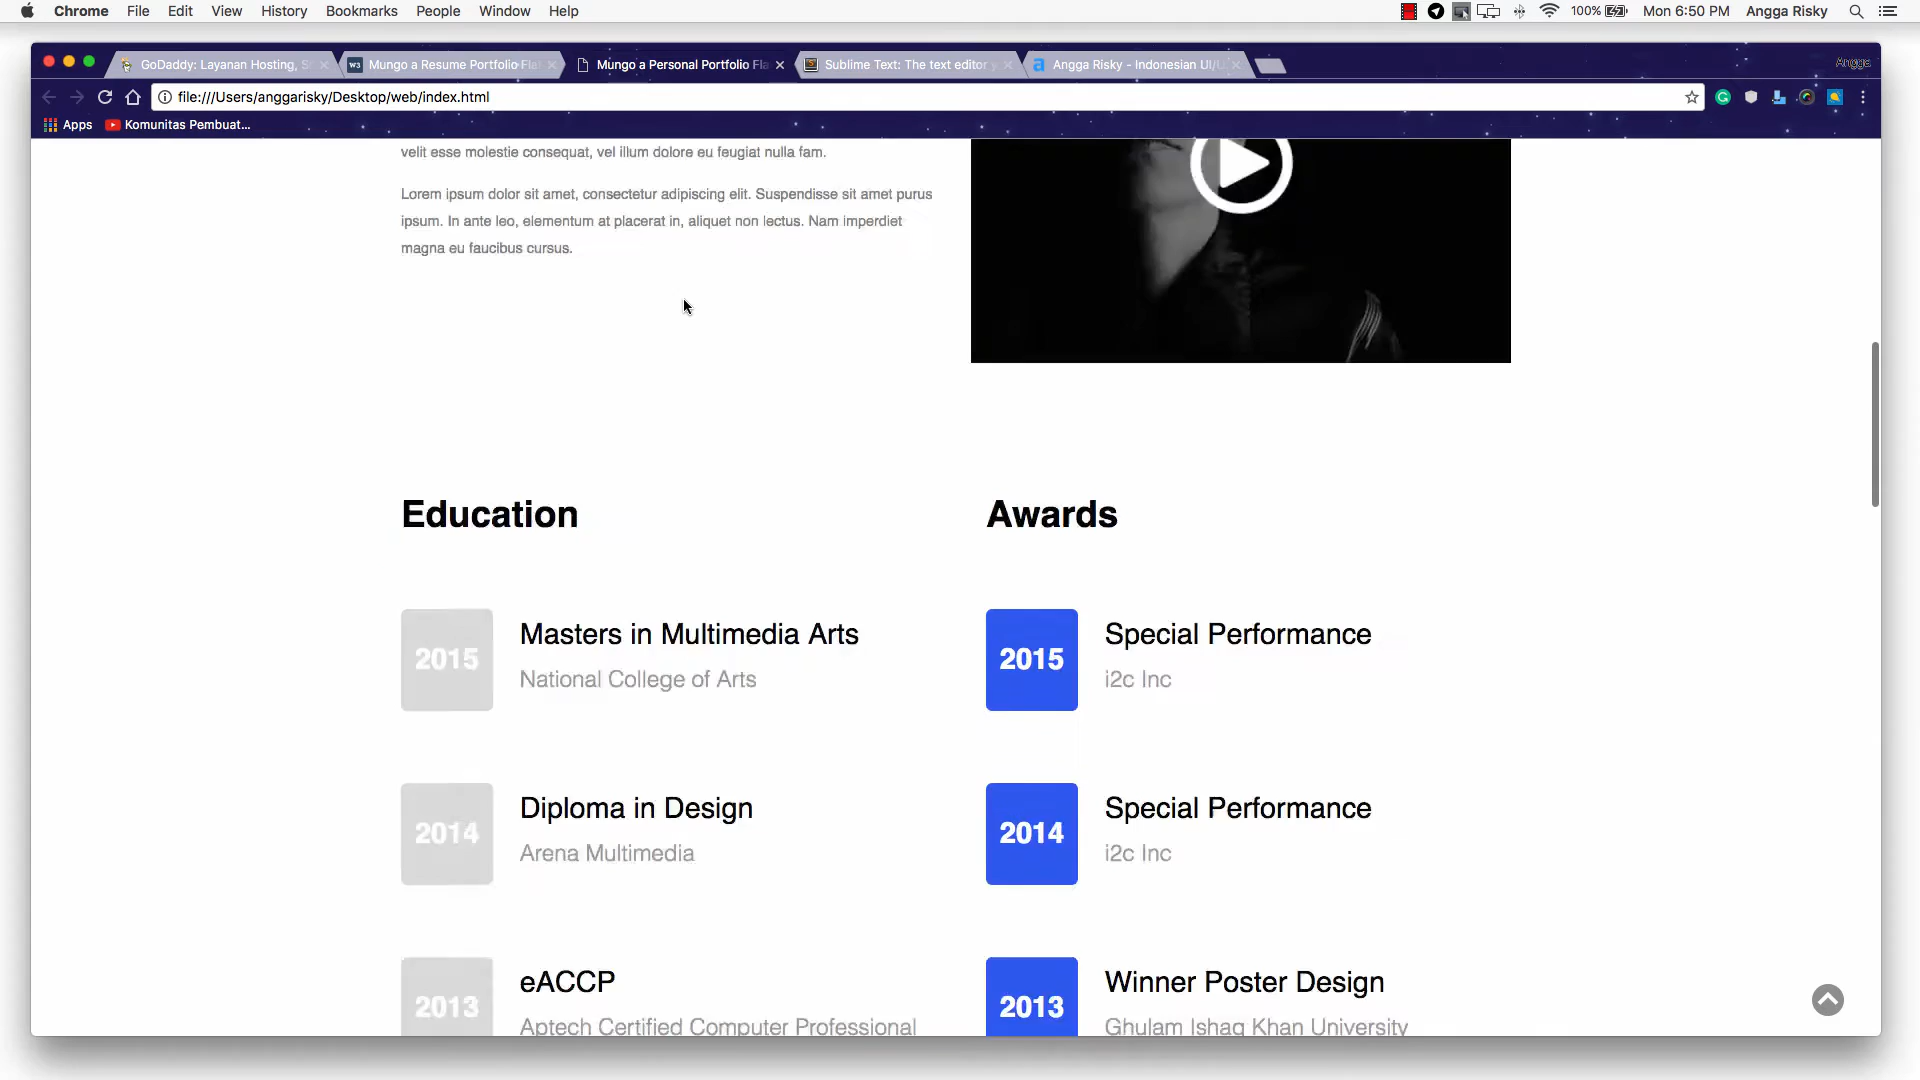 Chrome File Edit View History Bookmarks People Window Help 100% Mon 6:50 PM Angga Risky
GoDaddy: Layanan Hosting, Mungo a Resume Portfolio Mungo a Personal Portfolio Fla Sublime Text: The text editor Angga Risky - Indonesian UI/U Angga
file:///Users/anggarisky/Desktop/web/index.html
Apps Komunitas Pembuat...
velit esse molestie consequat, vel illum dolore eu feugiat nulla fam.
Lorem ipsum dolor sit amet, consectetur adipiscing elit. Suspendisse sit amet purus
ipsum. In ante leo, elementum at placerat in, aliquet non lectus. Nam imperdiet
magna eu faucibus cursus.
Education
2015
Masters in Multimedia Arts
National College of Arts
2014
Diploma in Design
Arena Multimedia
2013
eACCP
Aptech Certified Computer Professional
Awards
2015
Special Performance
i2c Inc
2014
Special Performance
i2c Inc
2013
Winner Poster Design
Ghulam Ishaq Khan University